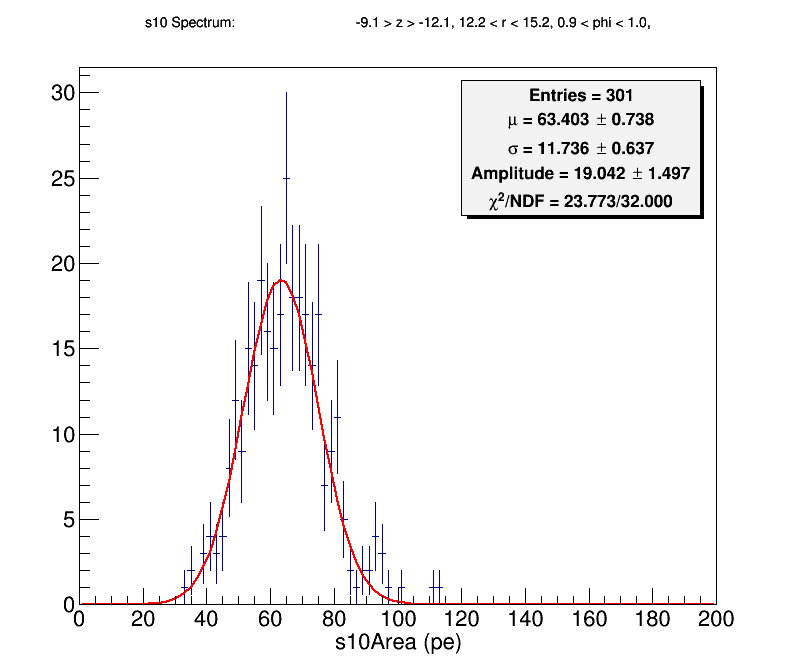 s10 Spectrum: -9.1 > z > -12.1, 12.2 < r < 15.2, 0.9 < phi < 1.0,
Entries = 301
μ = 63.403 ± 0.738
σ = 11.736 ± 0.637
Amplitude = 19.042 ± 1.497
χ²/NDF = 23.773/32.000
30
25
20
15
10
5
0
0 20 40 60 80 100 120 140 160 180 200
s10Area (pe)